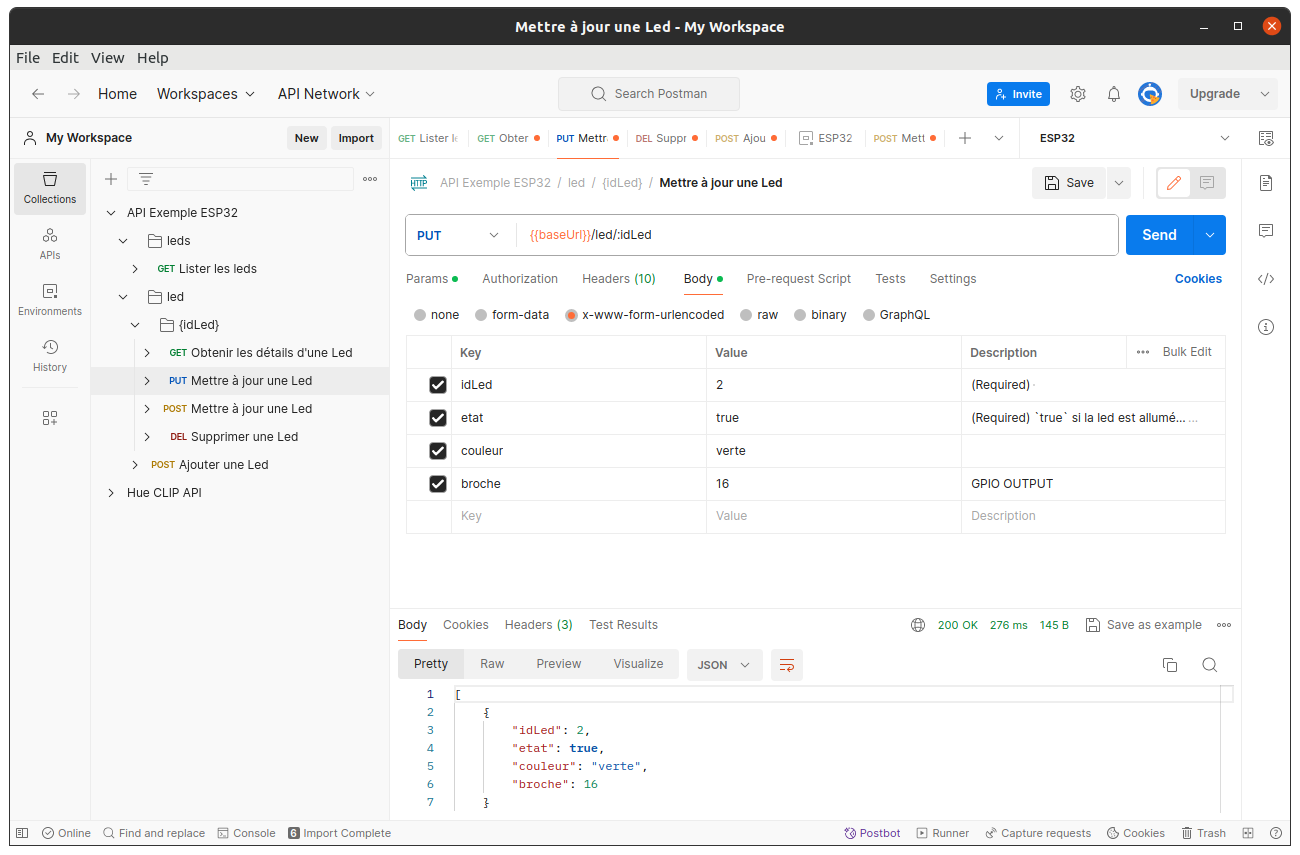 Mettre à jour une Led - My Workspace
File Edit View Help
Home Workspaces API Network Search Postman Invite Upgrade
My Workspace New Import
GET Lister l PUT Mettr. DEL Suppr POST Ajou ESP32 POST Mett ESP32
GET Obter
Collections
APIs
Environments
History
API Exemple ESP32
leds
GET Lister les leds
led
{idLed}
GET Obtenir les détails d'une Led
PUT Mettre à jour une Led
POST Mettre à jour une Led
DEL Supprimer une Led
POST Ajouter une Led
Hue CLIP API
HTTP API Exemple ESP32 / led / {idLed} / Mettre à jour une Led Save
PUT {{baseUrl}}/led/:idLed Send
Params Authorization Headers (10) Body Pre-request Script Tests Settings Cookies
none form-data x-www-form-urlencoded raw binary GraphQL
Key Value Description Bulk Edit
idLed 2 (Required)
etat true (Required) `true` si la led est allumé... ...
couleur verte
broche 16 GPIO OUTPUT
Key Value Description
Body Cookies Headers (3) Test Results 200 OK 276 ms 145 B Save as example
Pretty Raw Preview Visualize JSON
1 [
2 {
3 "idLed": 2,
4 "etat": true,
5 "couleur": "verte",
6 "broche": 16
7 }
Online Find and replace Console 6 Import Complete Postbot Runner Capture requests Cookies Trash